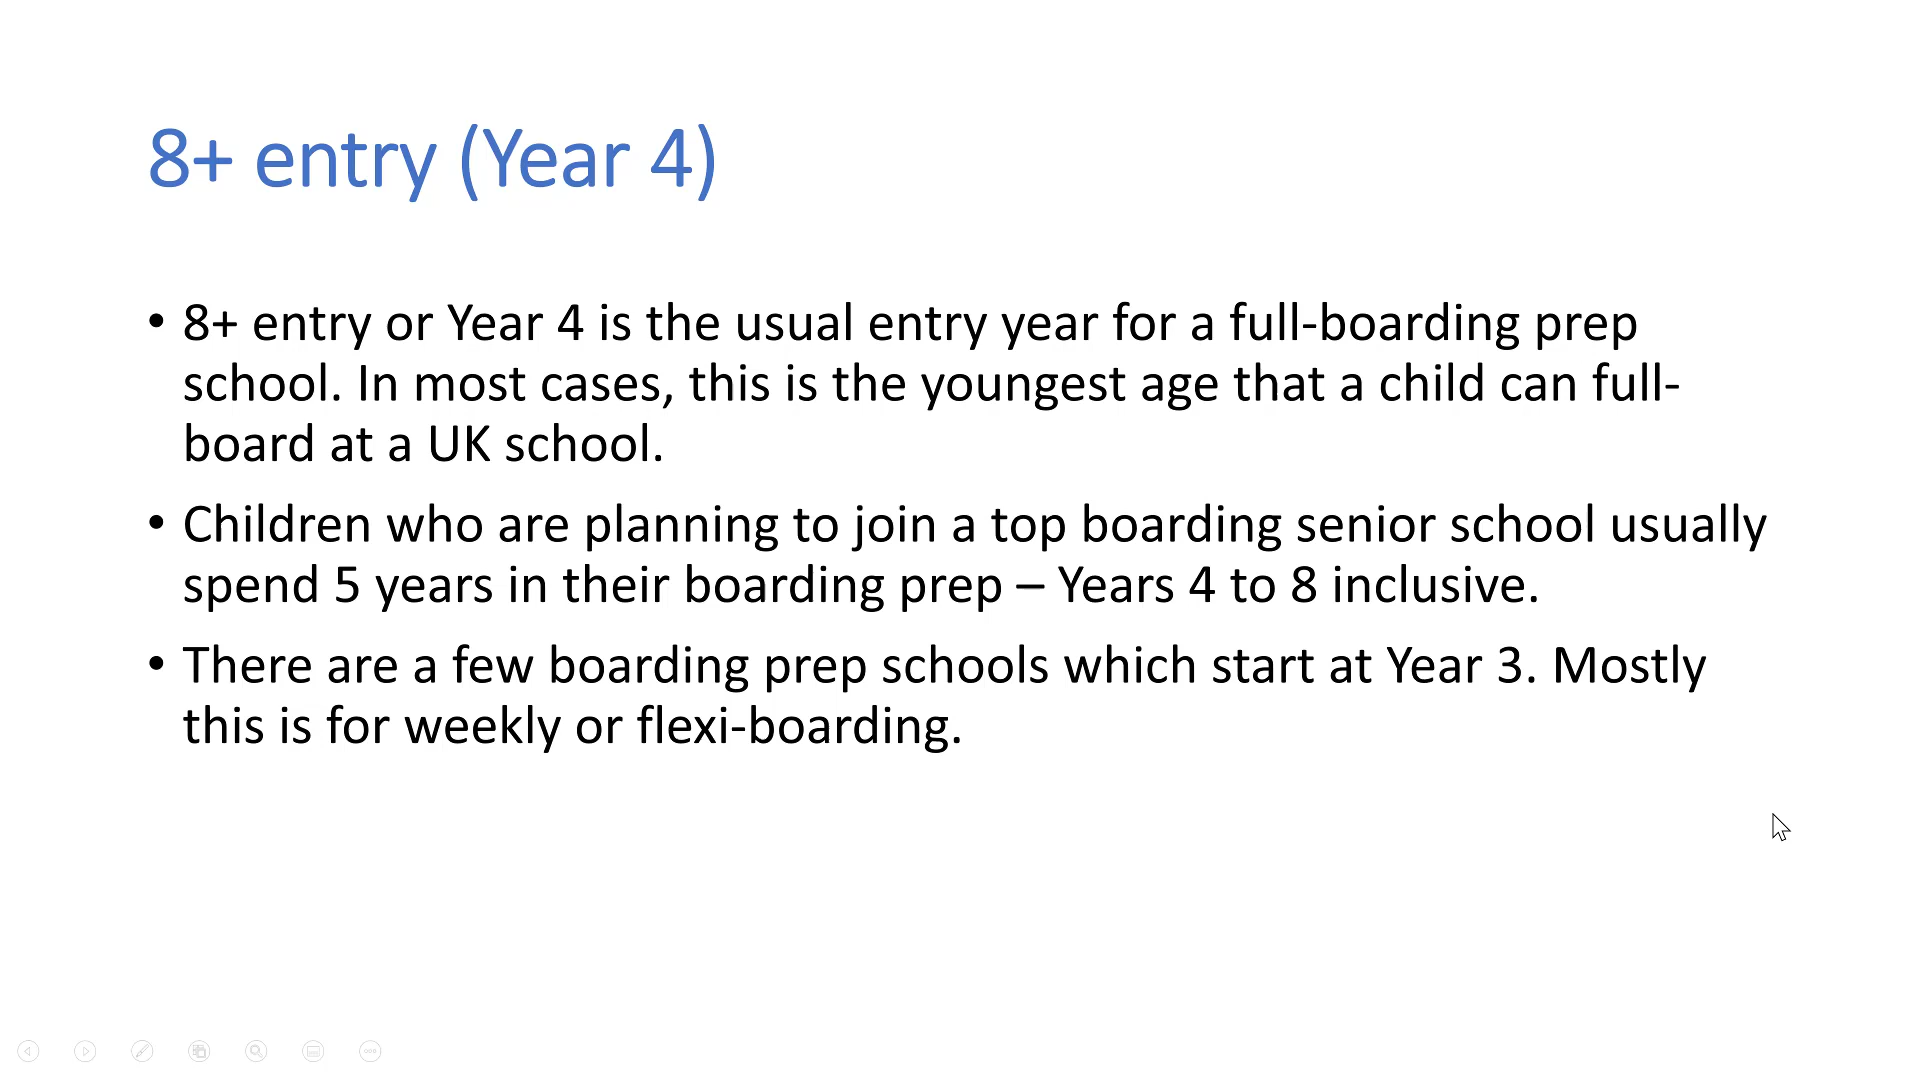 8+ entry (Year 4)
• 8+ entry or Year 4 is the usual entry year for a full-boarding prep
school. In most cases, this is the youngest age that a child can full-
board at a UK school.
• Children who are planning to join a top boarding senior school usually
spend 5 years in their boarding prep – Years 4 to 8 inclusive.
• There are a few boarding prep schools which start at Year 3. Mostly
this is for weekly or flexi-boarding.